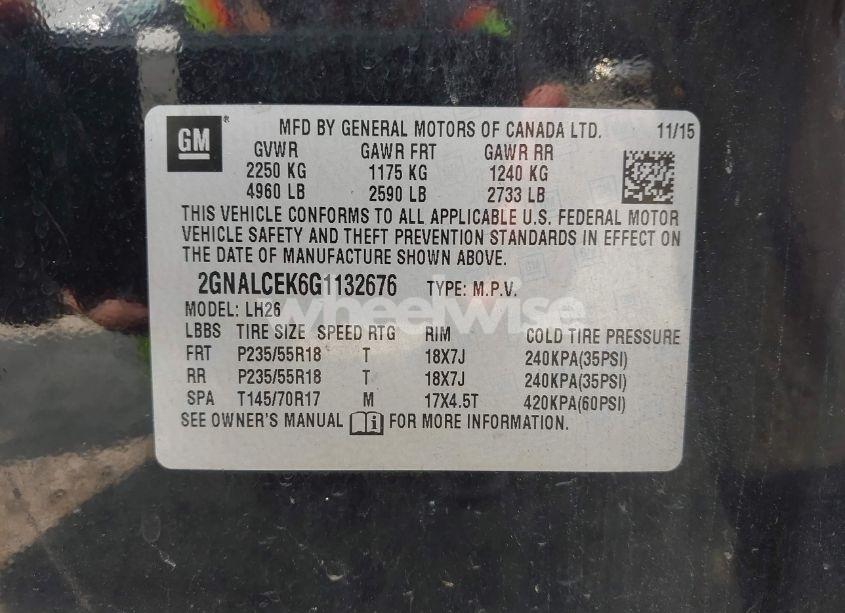 GM
MFD BY GENERAL MOTORS OF CANADA LTD. 11/15
GVWR GAWR FRT GAWR RR
2250 KG 1175 KG 1240 KG
4960 LB 2590 LB 2733 LB
THIS VEHICLE CONFORMS TO ALL APPLICABLE U.S. FEDERAL MOTOR
VEHICLE SAFETY AND THEFT PREVENTION STANDARDS IN EFFECT ON
THE DATE OF MANUFACTURE SHOWN ABOVE.
2GNALCEK6G1132676 TYPE: M.P.V.
wheelwise
MODEL: LH26
LBBS TIRE SIZE SPEED RTG RIM COLD TIRE PRESSURE
FRT P235/55R18 T 18X7J 240KPA(35PSI)
RR P235/55R18 T 18X7J 240KPA(35PSI)
SPA T145/70R17 M 17X4.5T 420KPA(60PSI)
SEE OWNER'S MANUAL i FOR MORE INFORMATION.